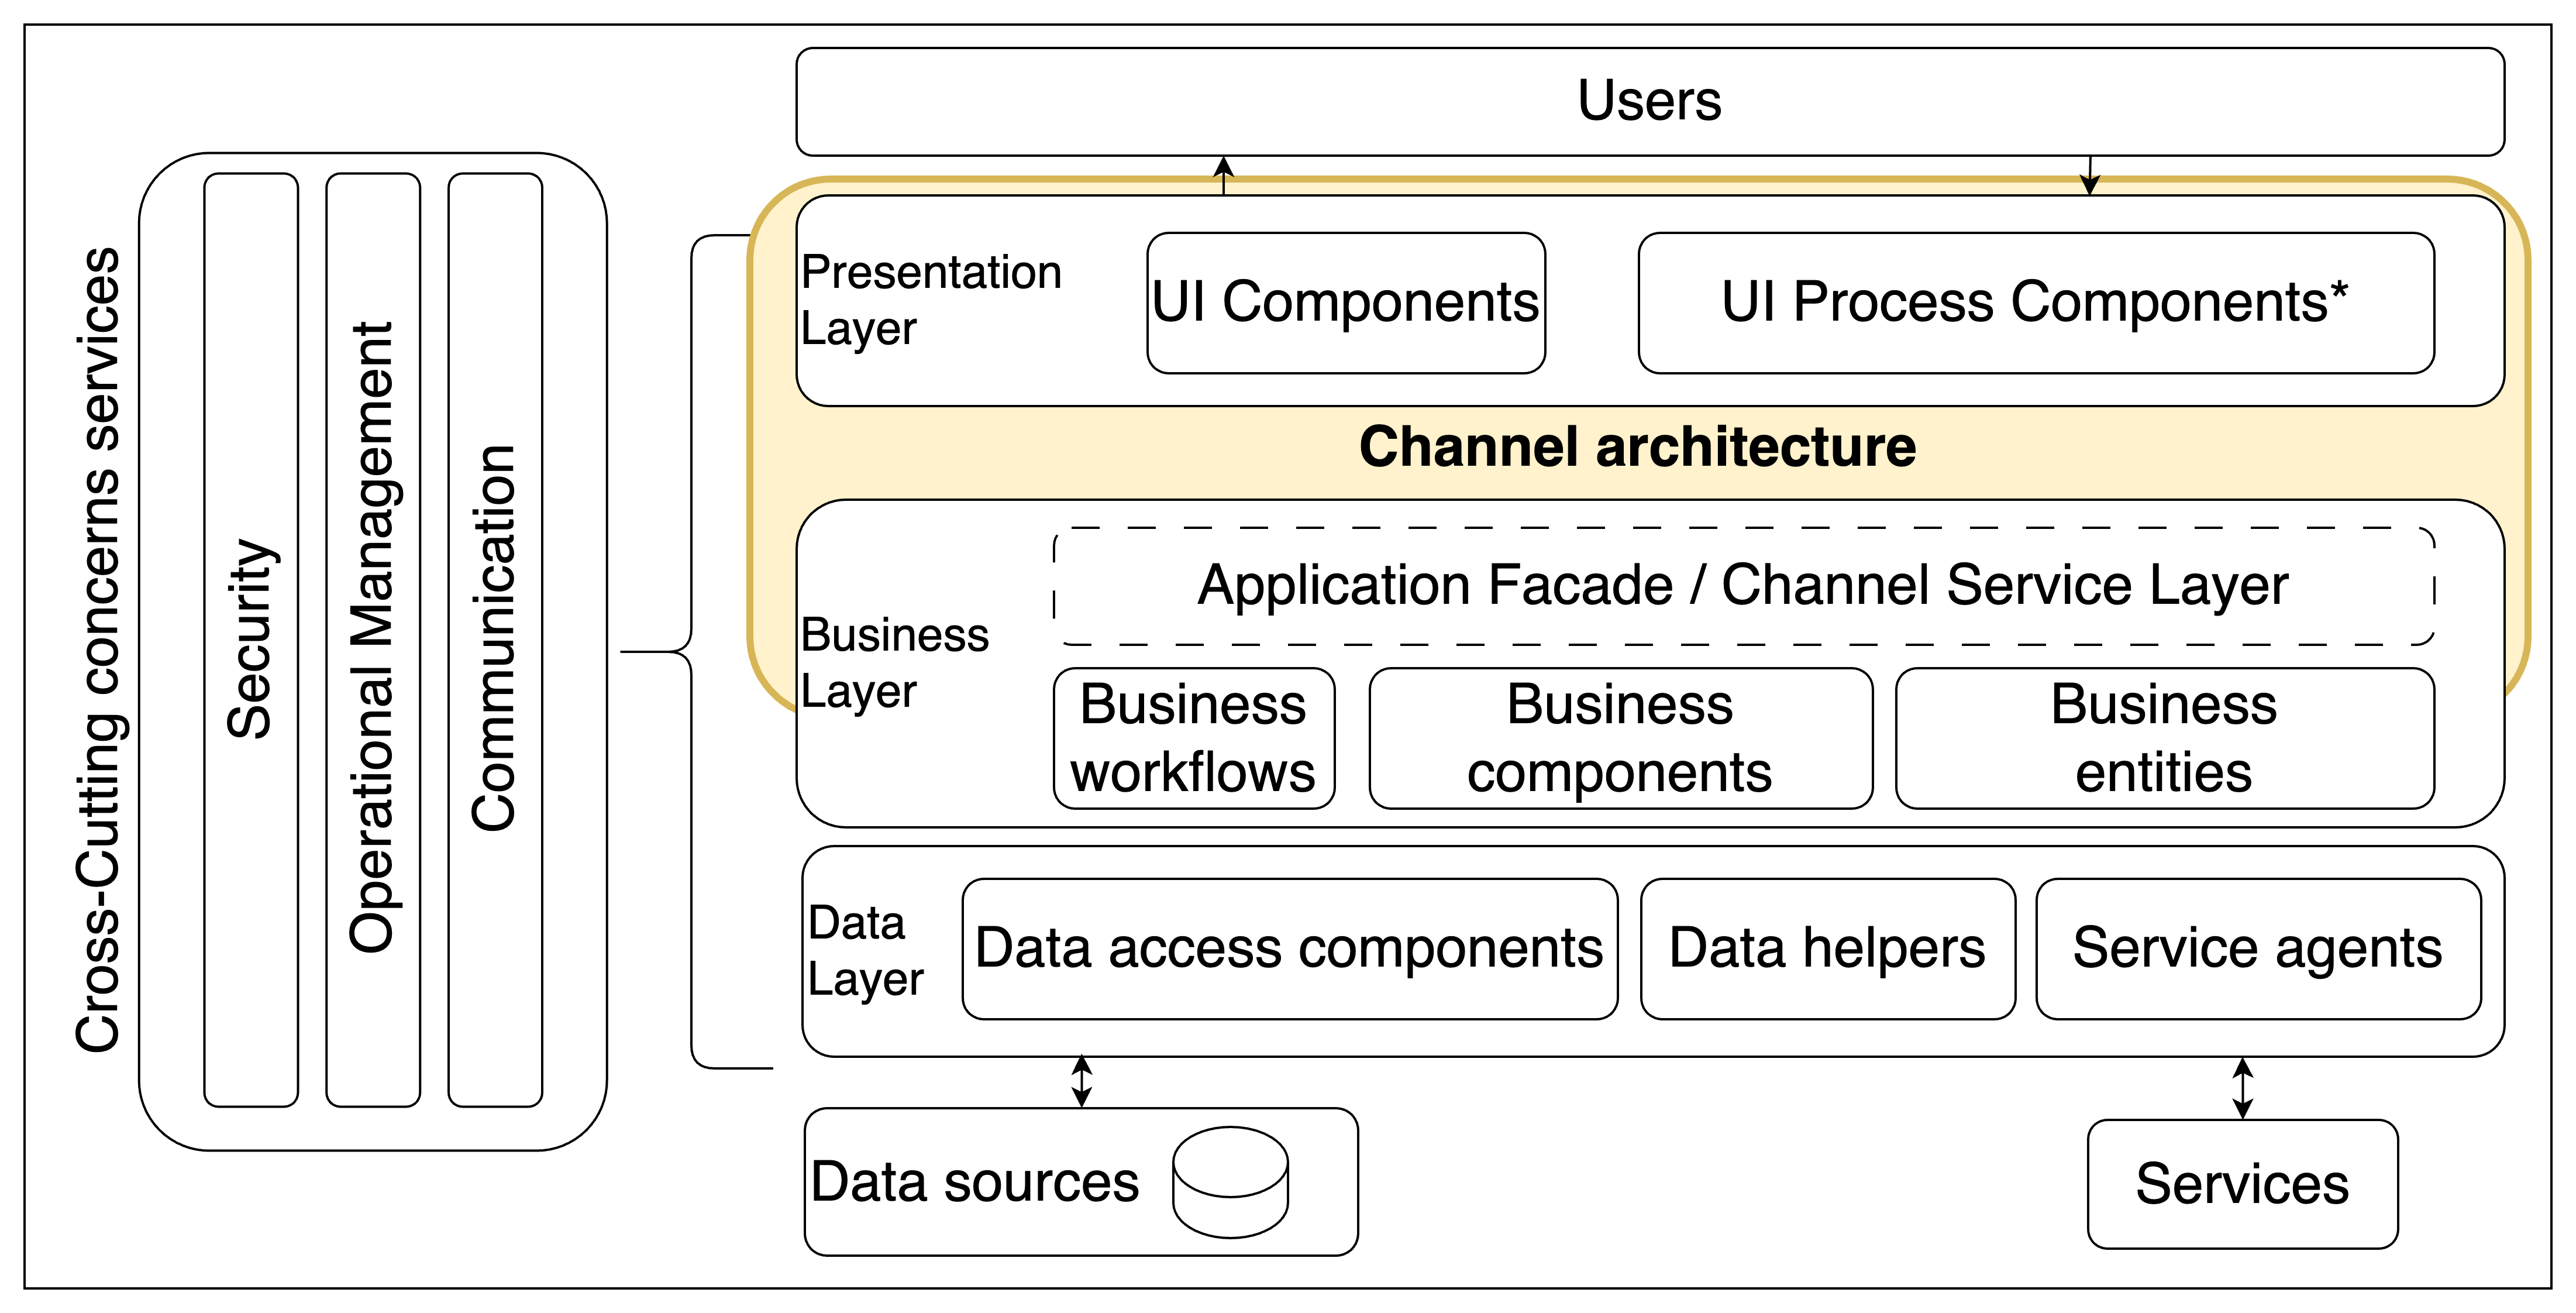 Users
Cross-Cutting concerns services
Security
Operational Management
Communication
Presentation
Layer
UI Components
UI Process Components*
Channel architecture
Business
Layer
Application Facade / Channel Service Layer
Business
workflows
Business
components
Business
entities
Data
Layer
Data access components
Data helpers
Service agents
Data sources
Services